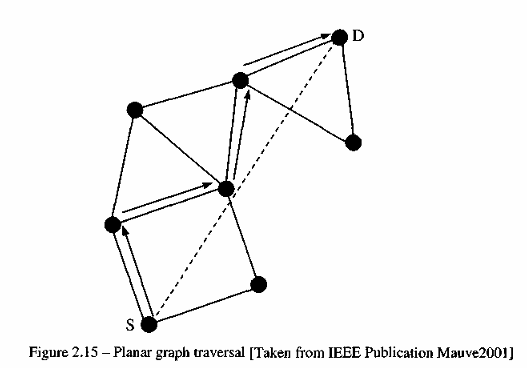 D
S
Figure 2.15 – Planar graph traversal [Taken from IEEE Publication Mauve2001]